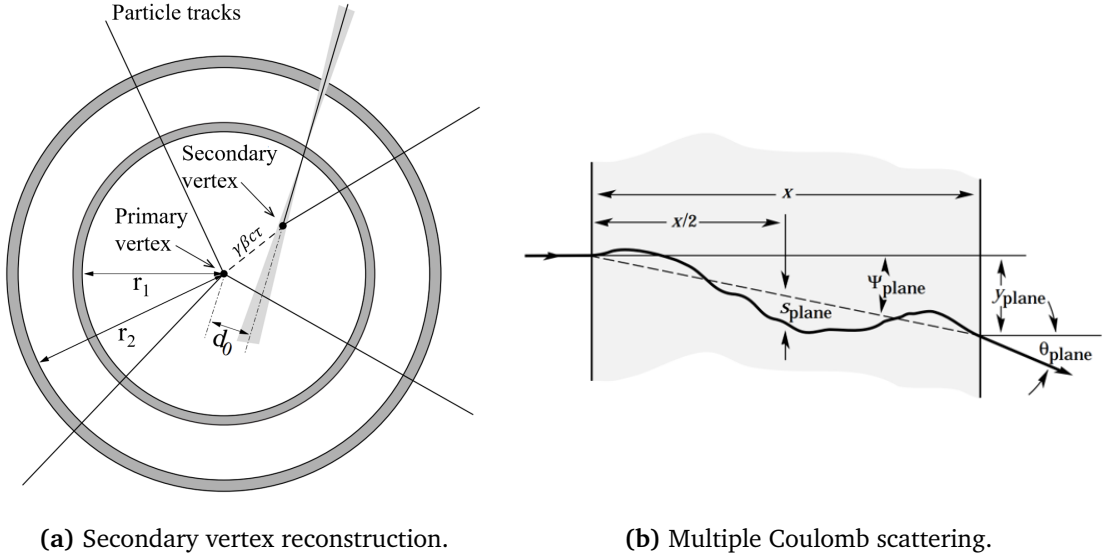 Particle tracks
Secondary
vertex
Primary
vertex
γβcτ
r₁
r₂
d₀
x
x/2
Ψplane
splane
yplane
θplane
(a) Secondary vertex reconstruction.
(b) Multiple Coulomb scattering.